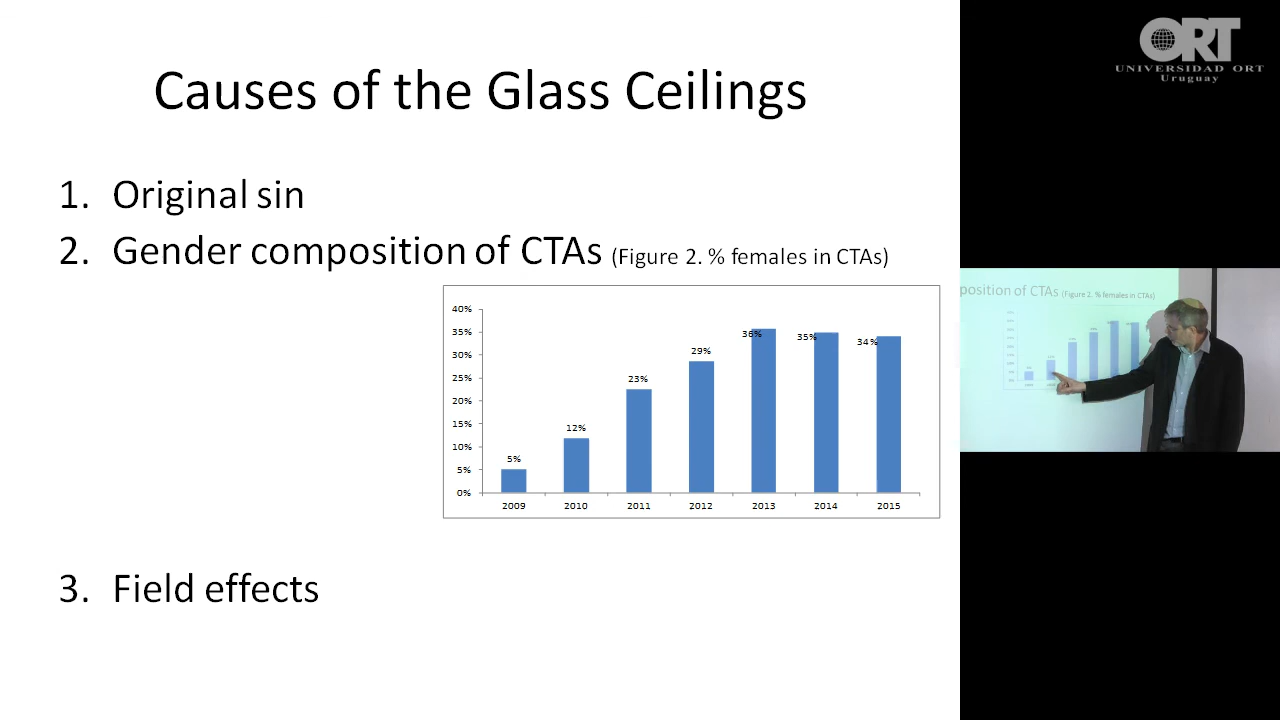 Causes of the Glass Ceilings
1. Original sin
2. Gender composition of CTAs (Figure 2. % females in CTAs)
40%
35%
30%
25%
20%
15%
10%
5%
0%
5%
12%
23%
29%
36%
35%
34%
2009 2010 2011 2012 2013 2014 2015
3. Field effects
ORT
UNIVERSIDAD ORT
Uruguay
position of CTAs (Figure 2. % females in CTAs)